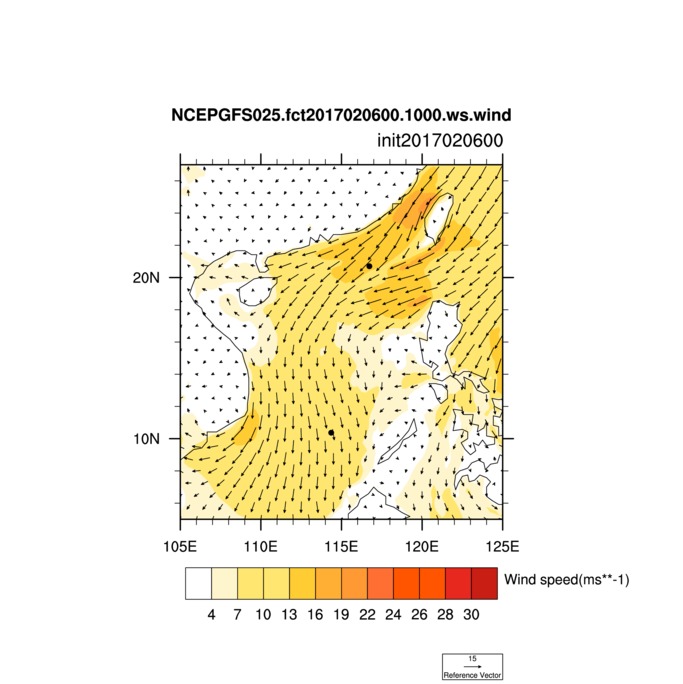 NCEPGFS025.fct2017020600.1000.ws.wind
init2017020600
20N
10N
105E 110E 115E 120E 125E
Wind speed(ms**-1)
4 7 10 13 16 19 22 24 26 28 30
15
Reference Vector